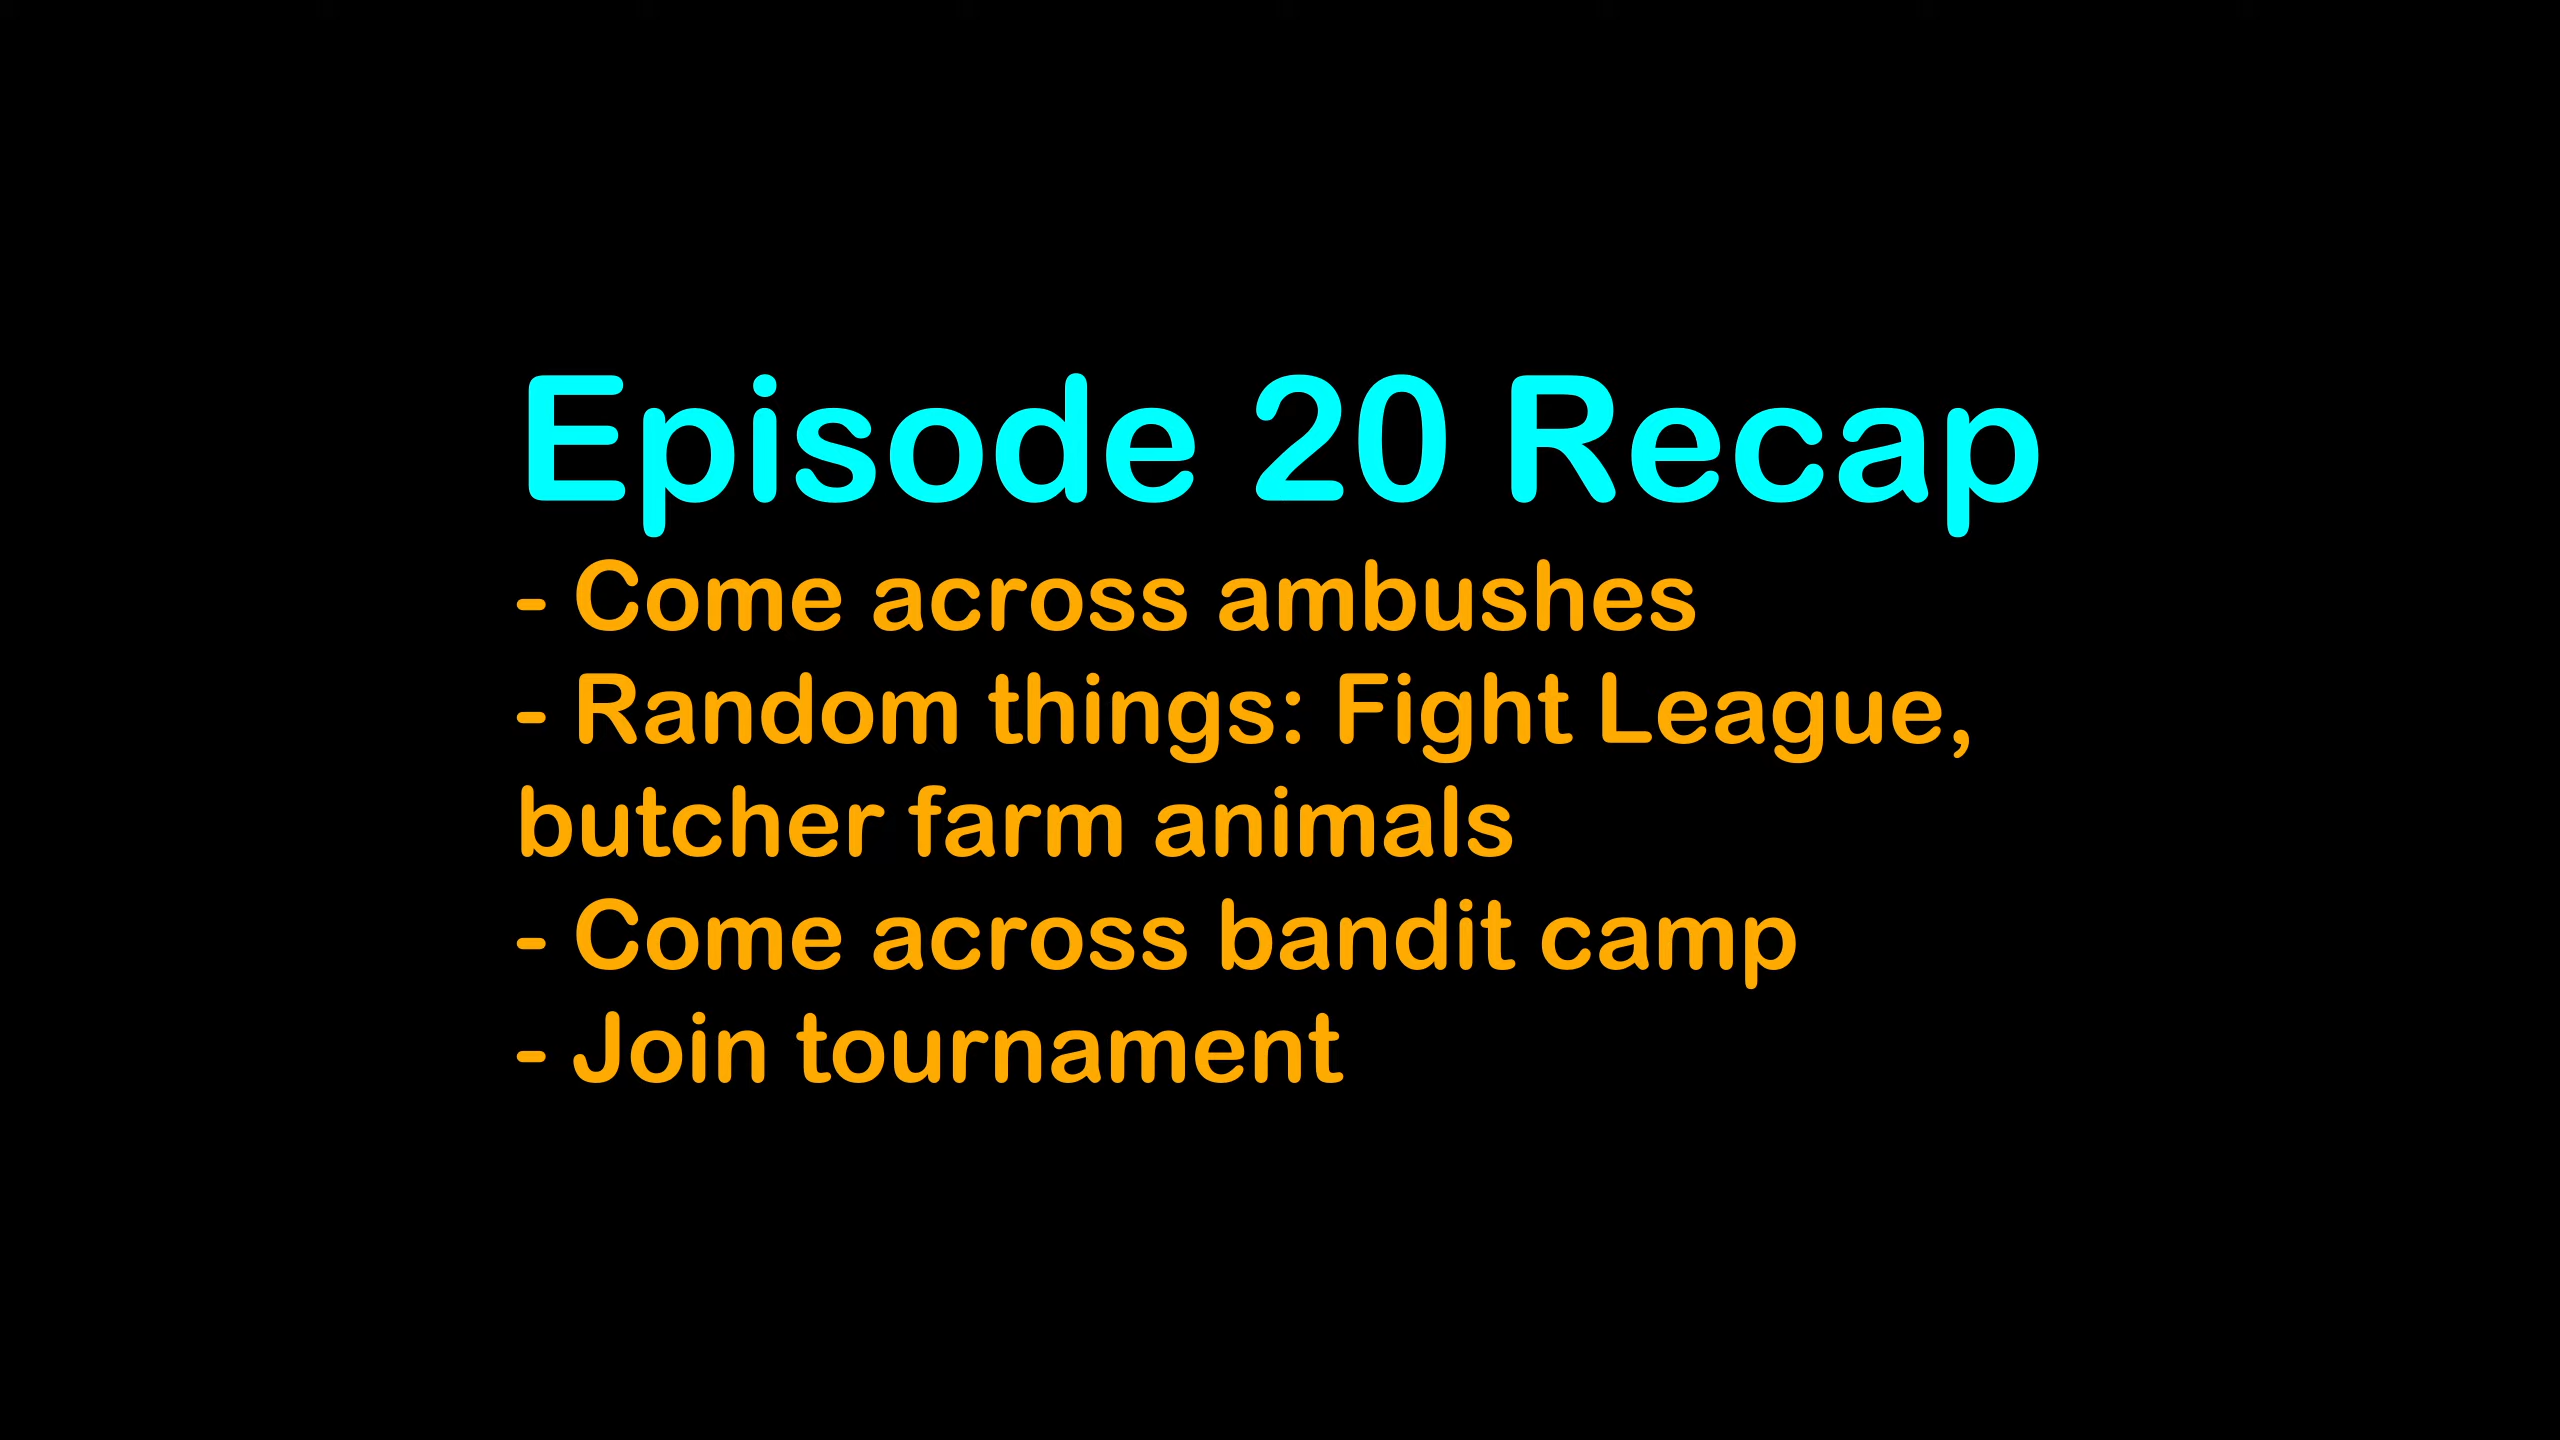 Episode 20 Recap
- Come across ambushes
- Random things: Fight League,
butcher farm animals
- Come across bandit camp
- Join tournament